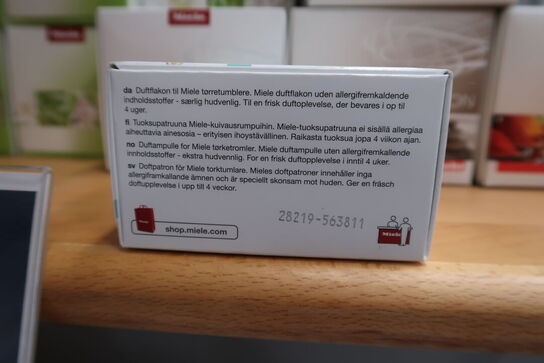 Miele
Miele
da Duftflakon til Miele tørretumblere. Miele duftflakon uden allergifremkaldende
indholdsstoffer - særlig hudvenlig. Til en frisk duftoplevelse, der bevares i op til
4 uger.
fi Tuoksupatruuna Miele-kuivausrumpuihin. Miele-tuoksupatruuna ei sisällä allergiaa
aiheuttavia ainesosia – erityisen ihoystävällinen. Raikasta tuoksua jopa 4 viikon ajan.
no Duftampulle for Miele tørketromler. Miele duftampulle uten allergifremkallende
innholdsstoffer - ekstra hudvennlig. For en frisk duftopplevelse i inntil 4 uker.
sv Doftpatron för Miele torktumlare. Mieles doftpatroner innehåller inga
allergiframkallande ämnen och är speciellt skonsam mot huden. Ger en fräsch
doftupplevelse i upp till 4 veckor.
28219-563811
shop.miele.com
Miele